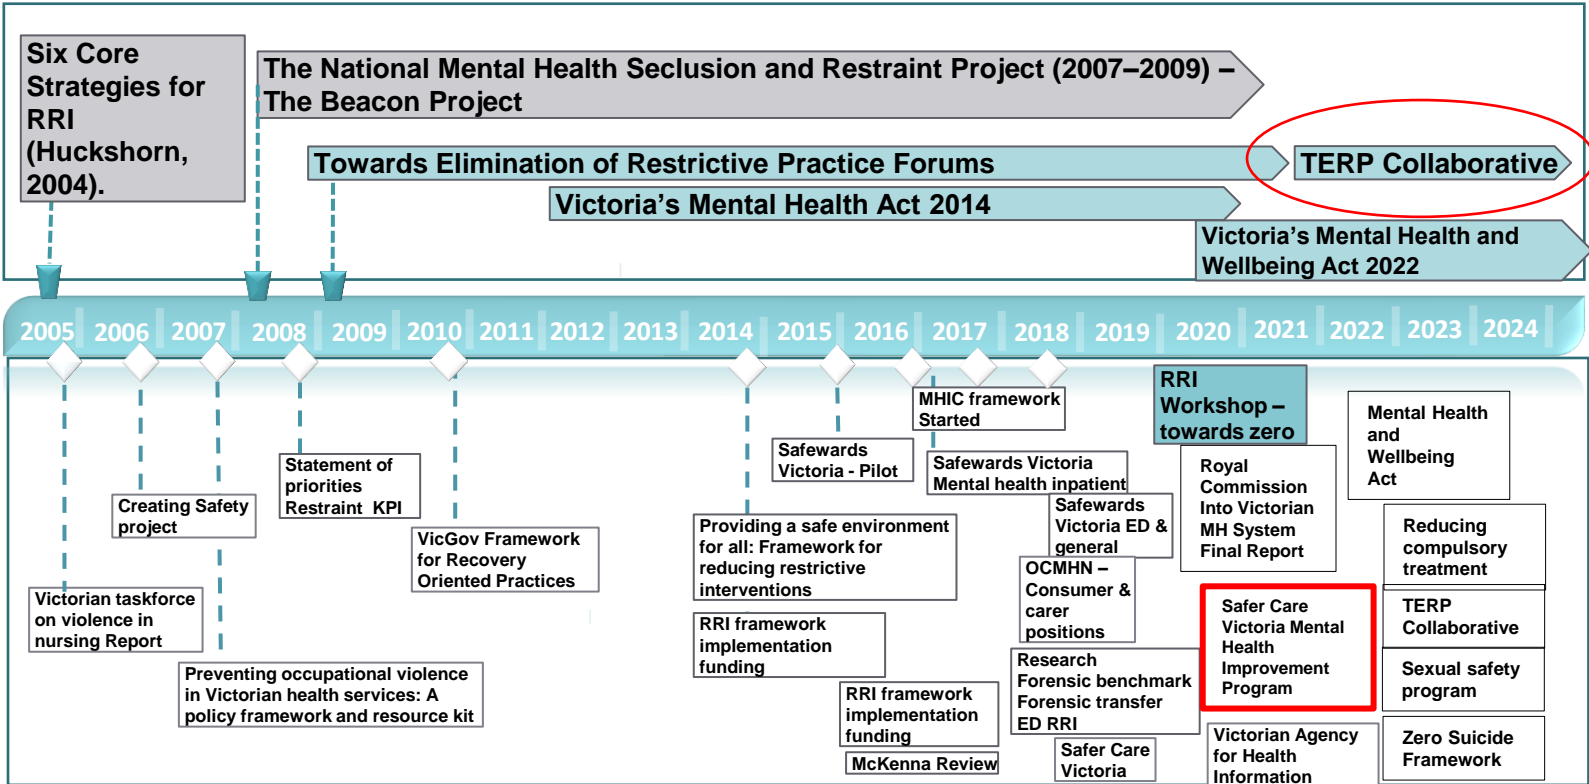 Six Core
Strategies for
RRI
(Huckshorn,
2004).
The National Mental Health Seclusion and Restraint Project (2007–2009) –
The Beacon Project
Towards Elimination of Restrictive Practice Forums
TERP Collaborative
Victoria's Mental Health Act 2014
Victoria's Mental Health and
Wellbeing Act 2022
2005 2006 2007 2008 2009 2010 2011 2012 2013 2014 2015 2016 2017 2018 2019 2020 2021 2022 2023 2024
Victorian taskforce
on violence in
nursing Report
Creating Safety
project
Preventing occupational violence
in Victorian health services: A
policy framework and resource kit
Statement of
priorities
Restraint KPI
VicGov Framework
for Recovery
Oriented Practices
Providing a safe environment
for all: Framework for
reducing restrictive
interventions
RRI framework
implementation
funding
Safewards
Victoria - Pilot
RRI framework
implementation
funding
McKenna Review
MHIC framework
Started
Safewards Victoria
Mental health inpatient
Safewards
Victoria ED &
general
OCMHN –
Consumer &
carer
positions
Research
Forensic benchmark
Forensic transfer
ED RRI
Safer Care
Victoria
RRI
Workshop –
towards zero
Royal
Commission
Into Victorian
MH System
Final Report
Safer Care
Victoria Mental
Health
Improvement
Program
Victorian Agency
for Health
Information
Mental Health
and
Wellbeing
Act
Reducing
compulsory
treatment
TERP
Collaborative
Sexual safety
program
Zero Suicide
Framework